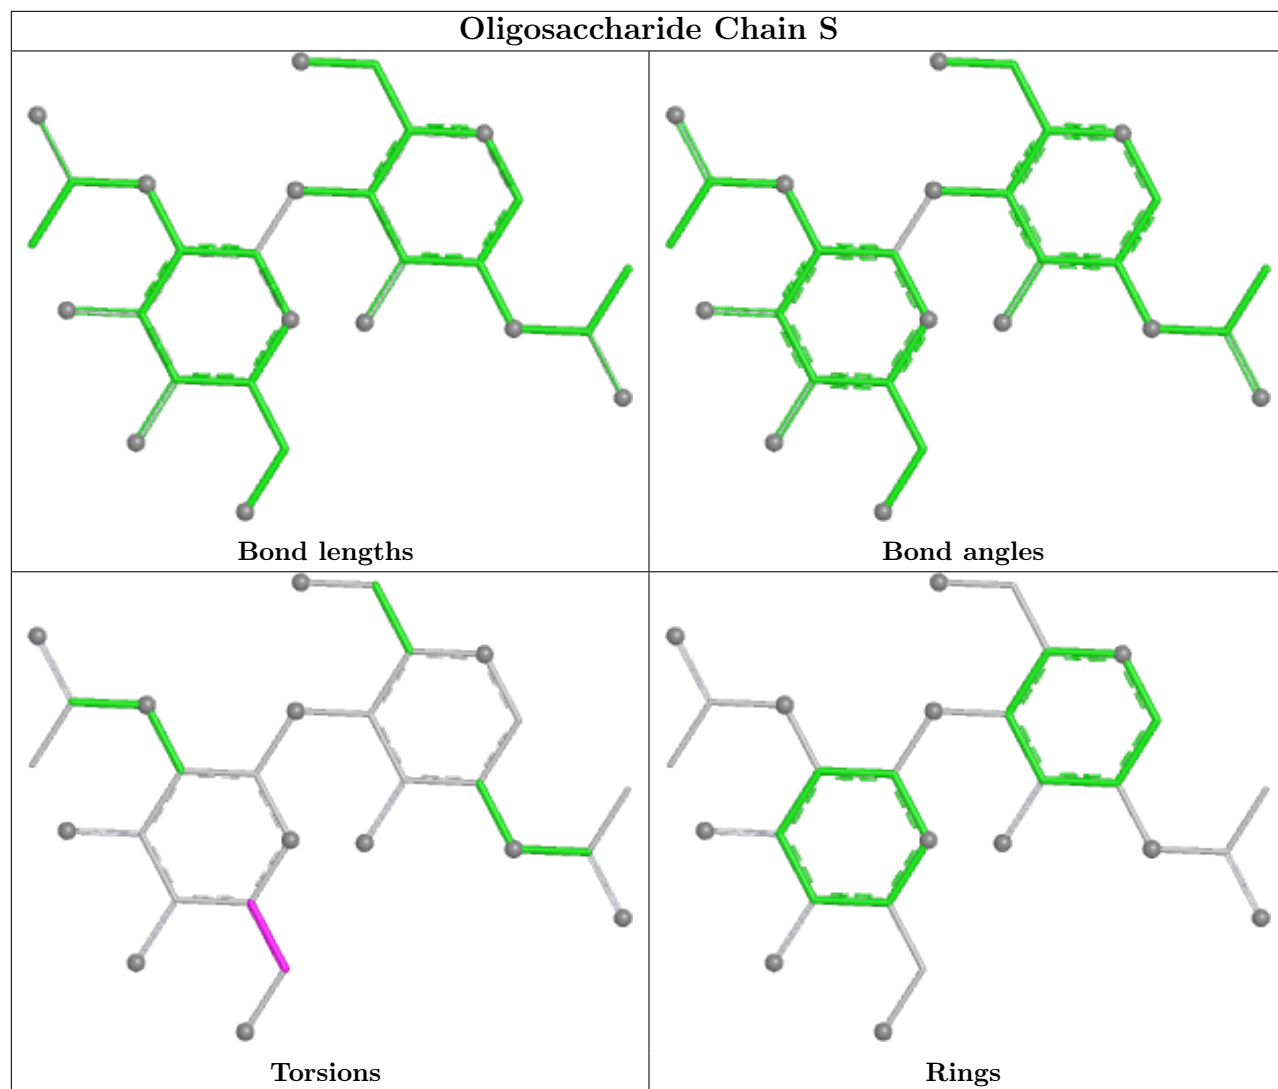 Oligosaccharide Chain S
Bond lengths
Bond angles
Torsions
Rings